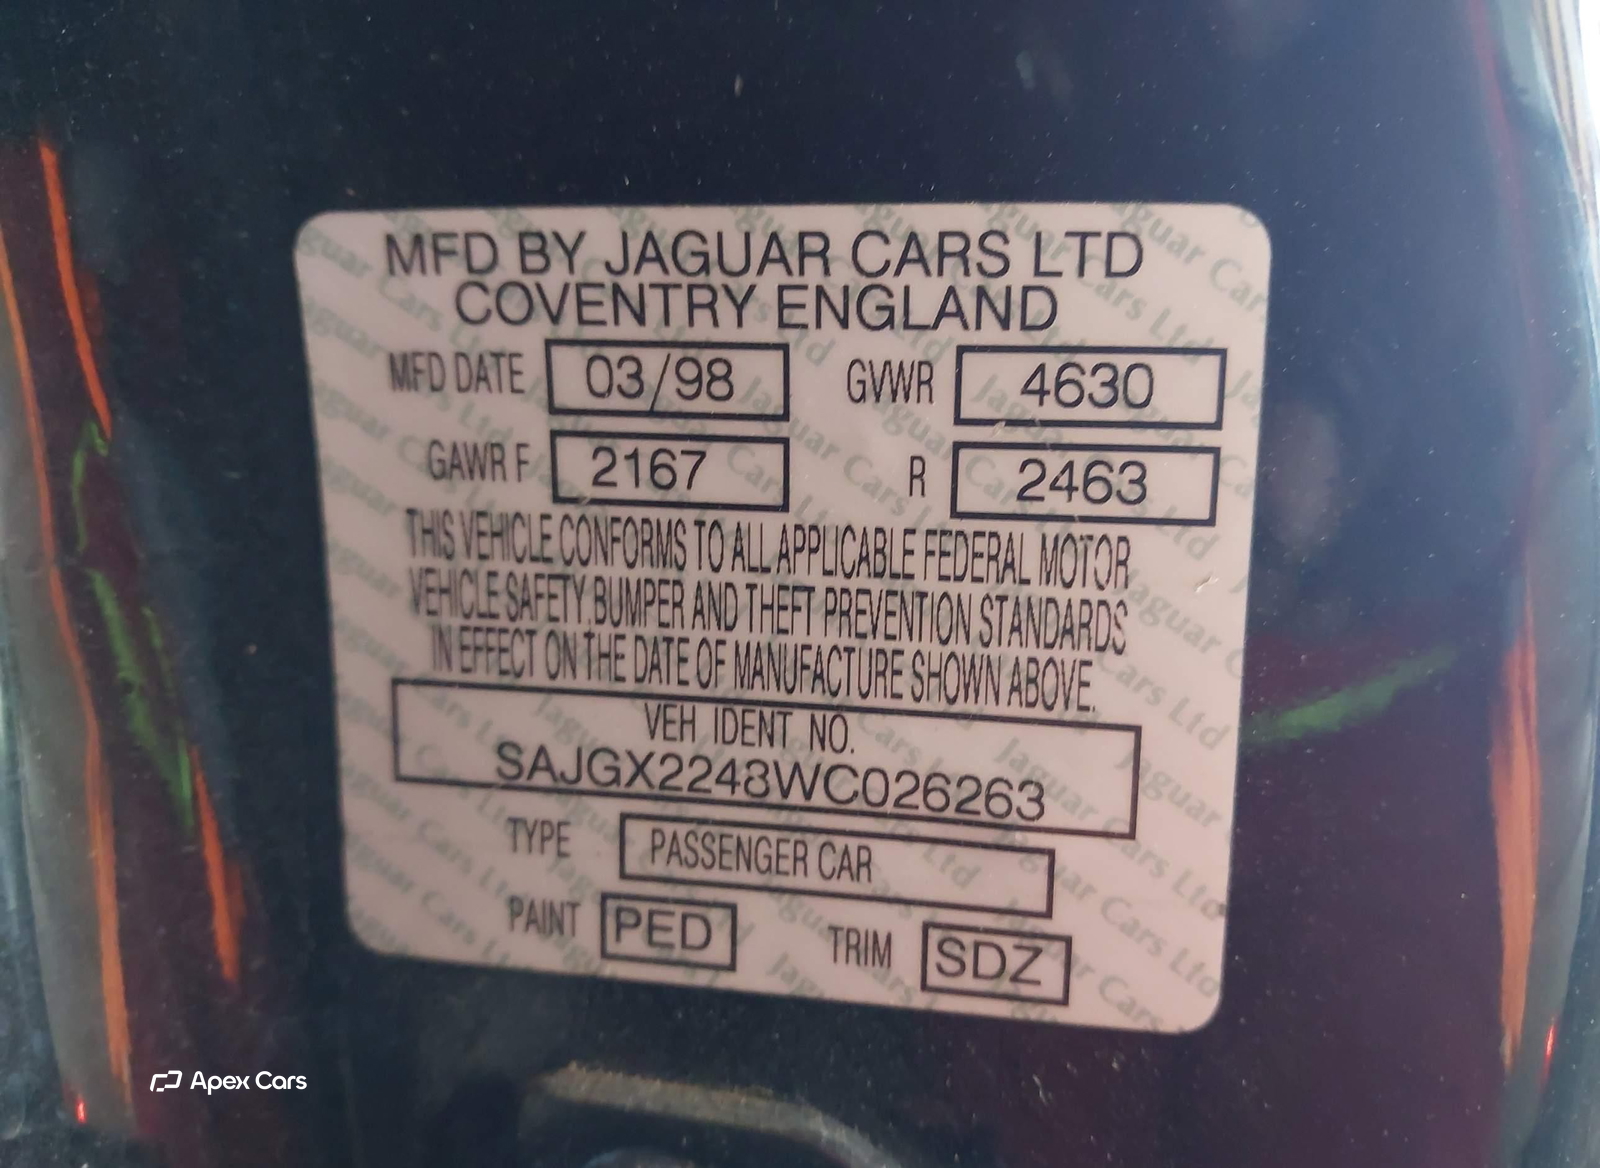 MFD BY JAGUAR CARS LTD
COVENTRY ENGLAND
MFD DATE 03/98 GVWR 4630
GAWR F 2167 R 2463
THIS VEHICLE CONFORMS TO ALL APPLICABLE FEDERAL MOTOR
VEHICLE SAFETY, BUMPER AND THEFT PREVENTION STANDARDS
IN EFFECT ON THE DATE OF MANUFACTURE SHOWN ABOVE.
VEH IDENT NO.
SAJGX2248WC026263
TYPE PASSENGER CAR
PAINT PED TRIM SDZ
Apex Cars